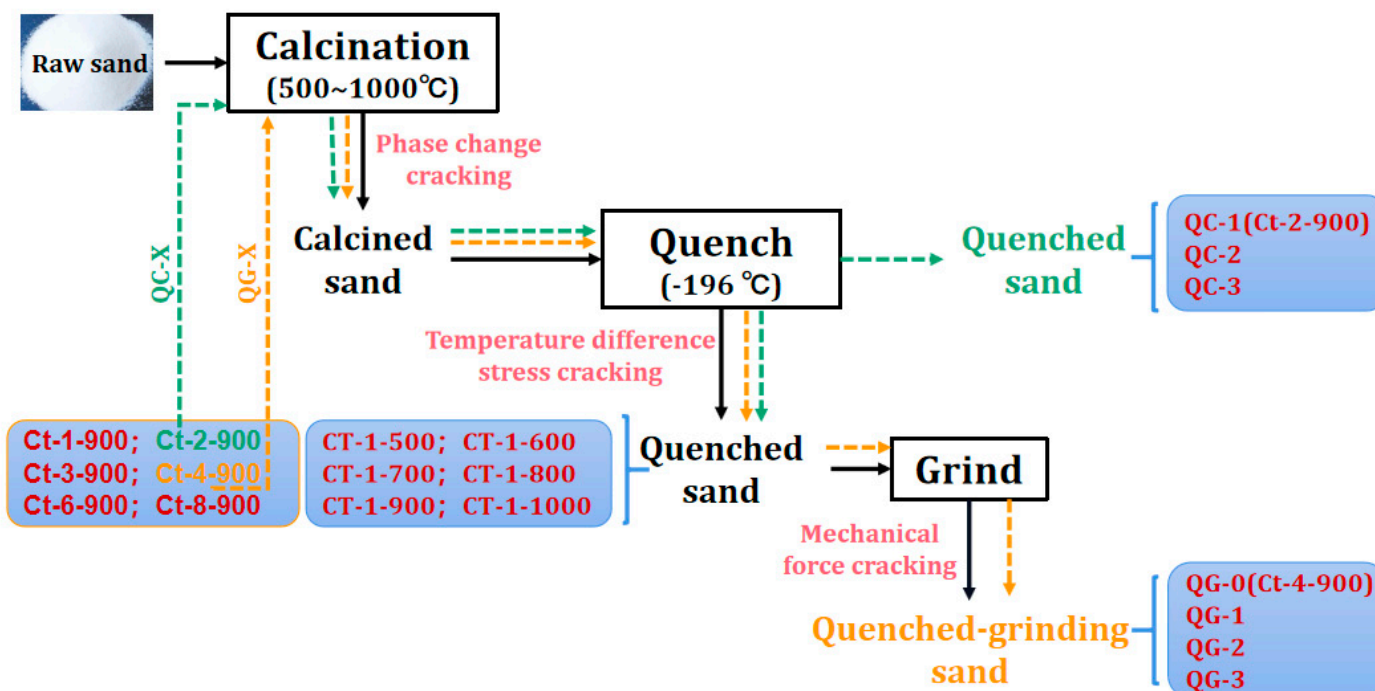 Raw sand
Calcination
(500~1000℃)
Phase change
cracking
QC-X
QG-X
Calcined
sand
Quench
(-196 ℃)
Quenched
sand
QC-1(Ct-2-900)
QC-2
QC-3
Temperature difference
stress cracking
Ct-1-900; Ct-2-900
Ct-3-900; Ct-4-900
Ct-6-900; Ct-8-900
CT-1-500; CT-1-600
CT-1-700; CT-1-800
CT-1-900; CT-1-1000
Quenched
sand
Grind
Mechanical
force cracking
Quenched-grinding
sand
QG-0(Ct-4-900)
QG-1
QG-2
QG-3